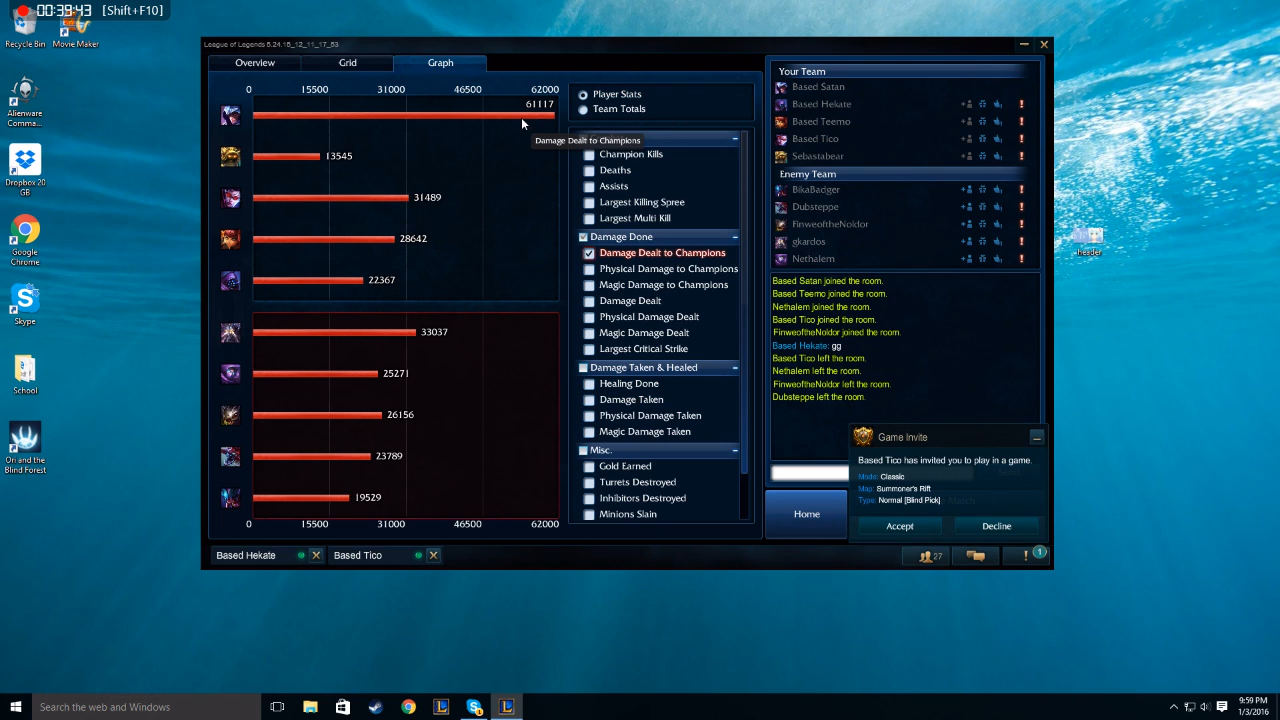 00:39:43 [Shift+F10]
Recycle Bin
Movie Maker
Alienware
Comma...
Dropbox 20
GB
Google
Chrome
Skype
School
Ori and the
Blind Forest
Header
League of Legends 5.24.15_12_11_17_53
Overview
Grid
Graph
0 15500 31000 46500 62000
61117
13545
31489
28642
22367
33037
25271
26156
23789
19529
0 15500 31000 46500 62000
Player Stats
Team Totals
Damage Dealt to Champions
Champion Kills
Deaths
Assists
Largest Killing Spree
Largest Multi Kill
Damage Done
Damage Dealt to Champions
Physical Damage to Champions
Magic Damage to Champions
Damage Dealt
Physical Damage Dealt
Magic Damage Dealt
Largest Critical Strike
Damage Taken & Healed
Healing Done
Damage Taken
Physical Damage Taken
Magic Damage Taken
Misc.
Gold Earned
Turrets Destroyed
Inhibitors Destroyed
Minions Slain
Your Team
Based Satan
Based Hekate
Based Teemo
Based Tico
Sebastabear
Enemy Team
BikaBadger
Dubsteppe
FinweoftheNoldor
gkardos
Nethalem
Based Satan joined the room.
Based Teemo joined the room.
Nethalem joined the room.
Based Tico joined the room.
FinweoftheNoldor joined the room.
Based Hekate: gg
Based Tico left the room.
Nethalem left the room.
FinweoftheNoldor left the room.
Dubsteppe left the room.
Game Invite
Based Tico has invited you to play in a game.
Mode: Classic
Map: Summoner's Rift
Type: Normal [Blind Pick]
Accept
Decline
Home
Based Hekate
Based Tico
27
! 1
Search the web and Windows
9:59 PM
1/3/2016